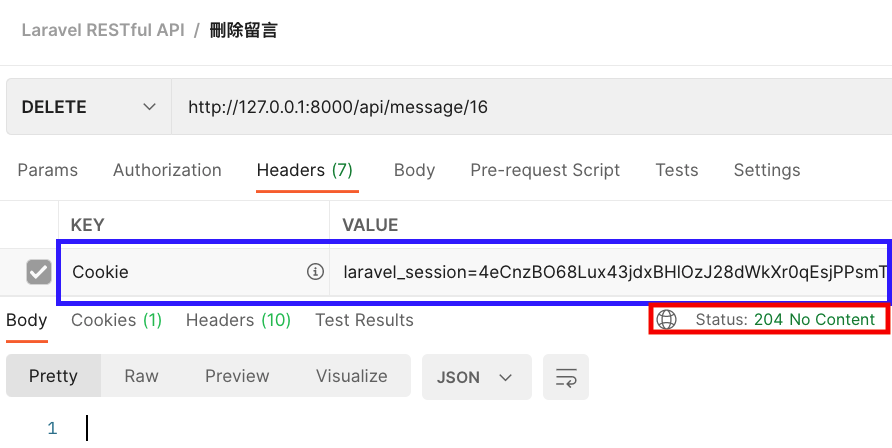 Laravel RESTful API / 刪除留言
DELETE http://127.0.0.1:8000/api/message/16
Params Authorization Headers (7) Body Pre-request Script Tests Settings
KEY VALUE
Cookie laravel_session=4eCnzBO68Lux43jdxBHlOzJ28dWkXr0qEsjPPsmT
Body Cookies (1) Headers (10) Test Results Status: 204 No Content
Pretty Raw Preview Visualize JSON
1